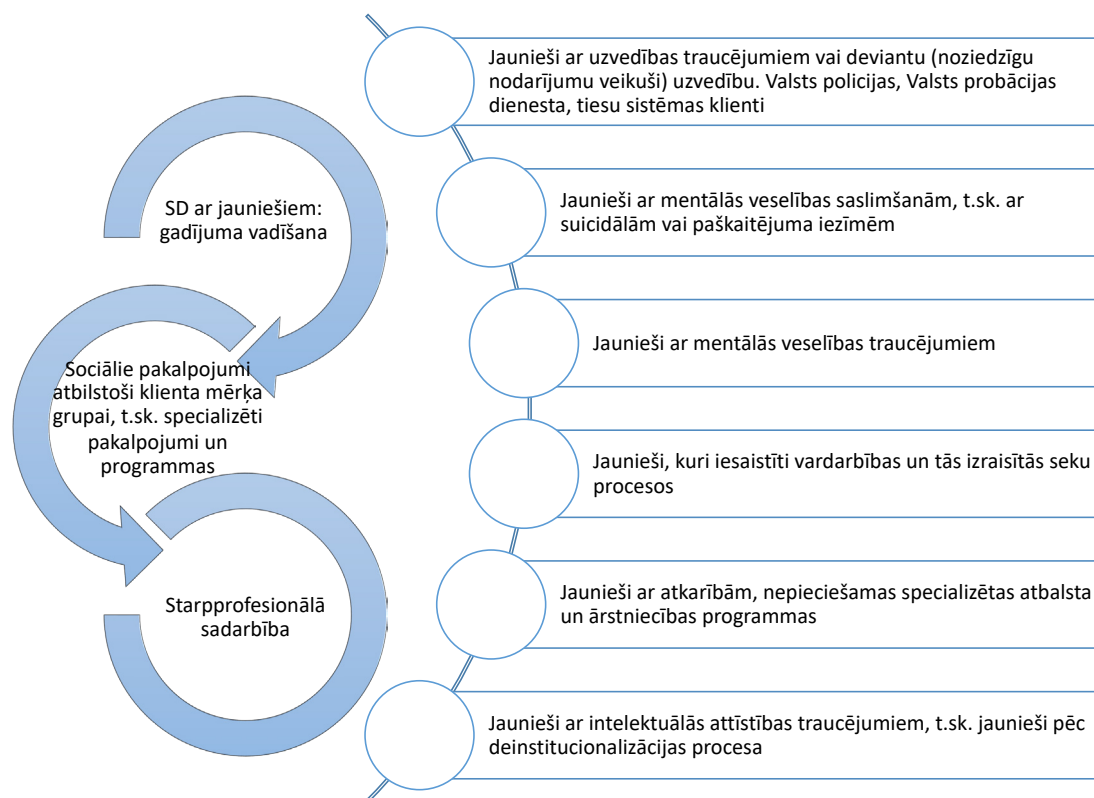 SD ar jauniešiem:
gadījuma vadīšana
Sociālie pakalpojumi
atbilstoši klienta mērķa
grupai, t.sk. specializēti
pakalpojumi un
programmas
Starpprofesionālā
sadarbība
Jaunieši ar uzvedības traucējumiem vai deviantu (noziedzīgu
nodarījumu veikuši) uzvedību. Valsts policijas, Valsts probācijas
dienesta, tiesu sistēmas klienti
Jaunieši ar mentālās veselības saslimšanām, t.sk. ar
suicidālām vai paškaitējuma iezīmēm
Jaunieši ar mentālās veselības traucējumiem
Jaunieši, kuri iesaistīti vardarbības un tās izraisītās seku
procesos
Jaunieši ar atkarībām, nepieciešamas specializētas atbalsta
un ārstniecības programmas
Jaunieši ar intelektuālās attīstības traucējumiem, t.sk. jaunieši pēc
deinstitucionalizācijas procesa